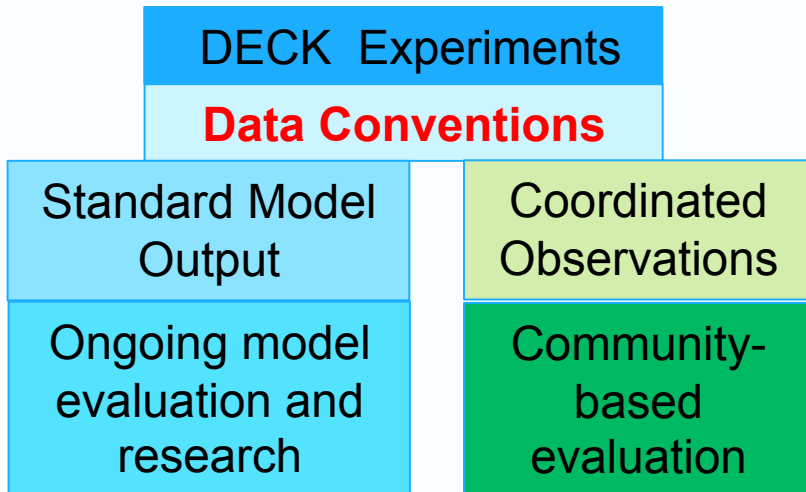 DECK Experiments
Data Conventions
Standard Model
Output
Coordinated
Observations
Ongoing model
evaluation and
research
Community-
based
evaluation